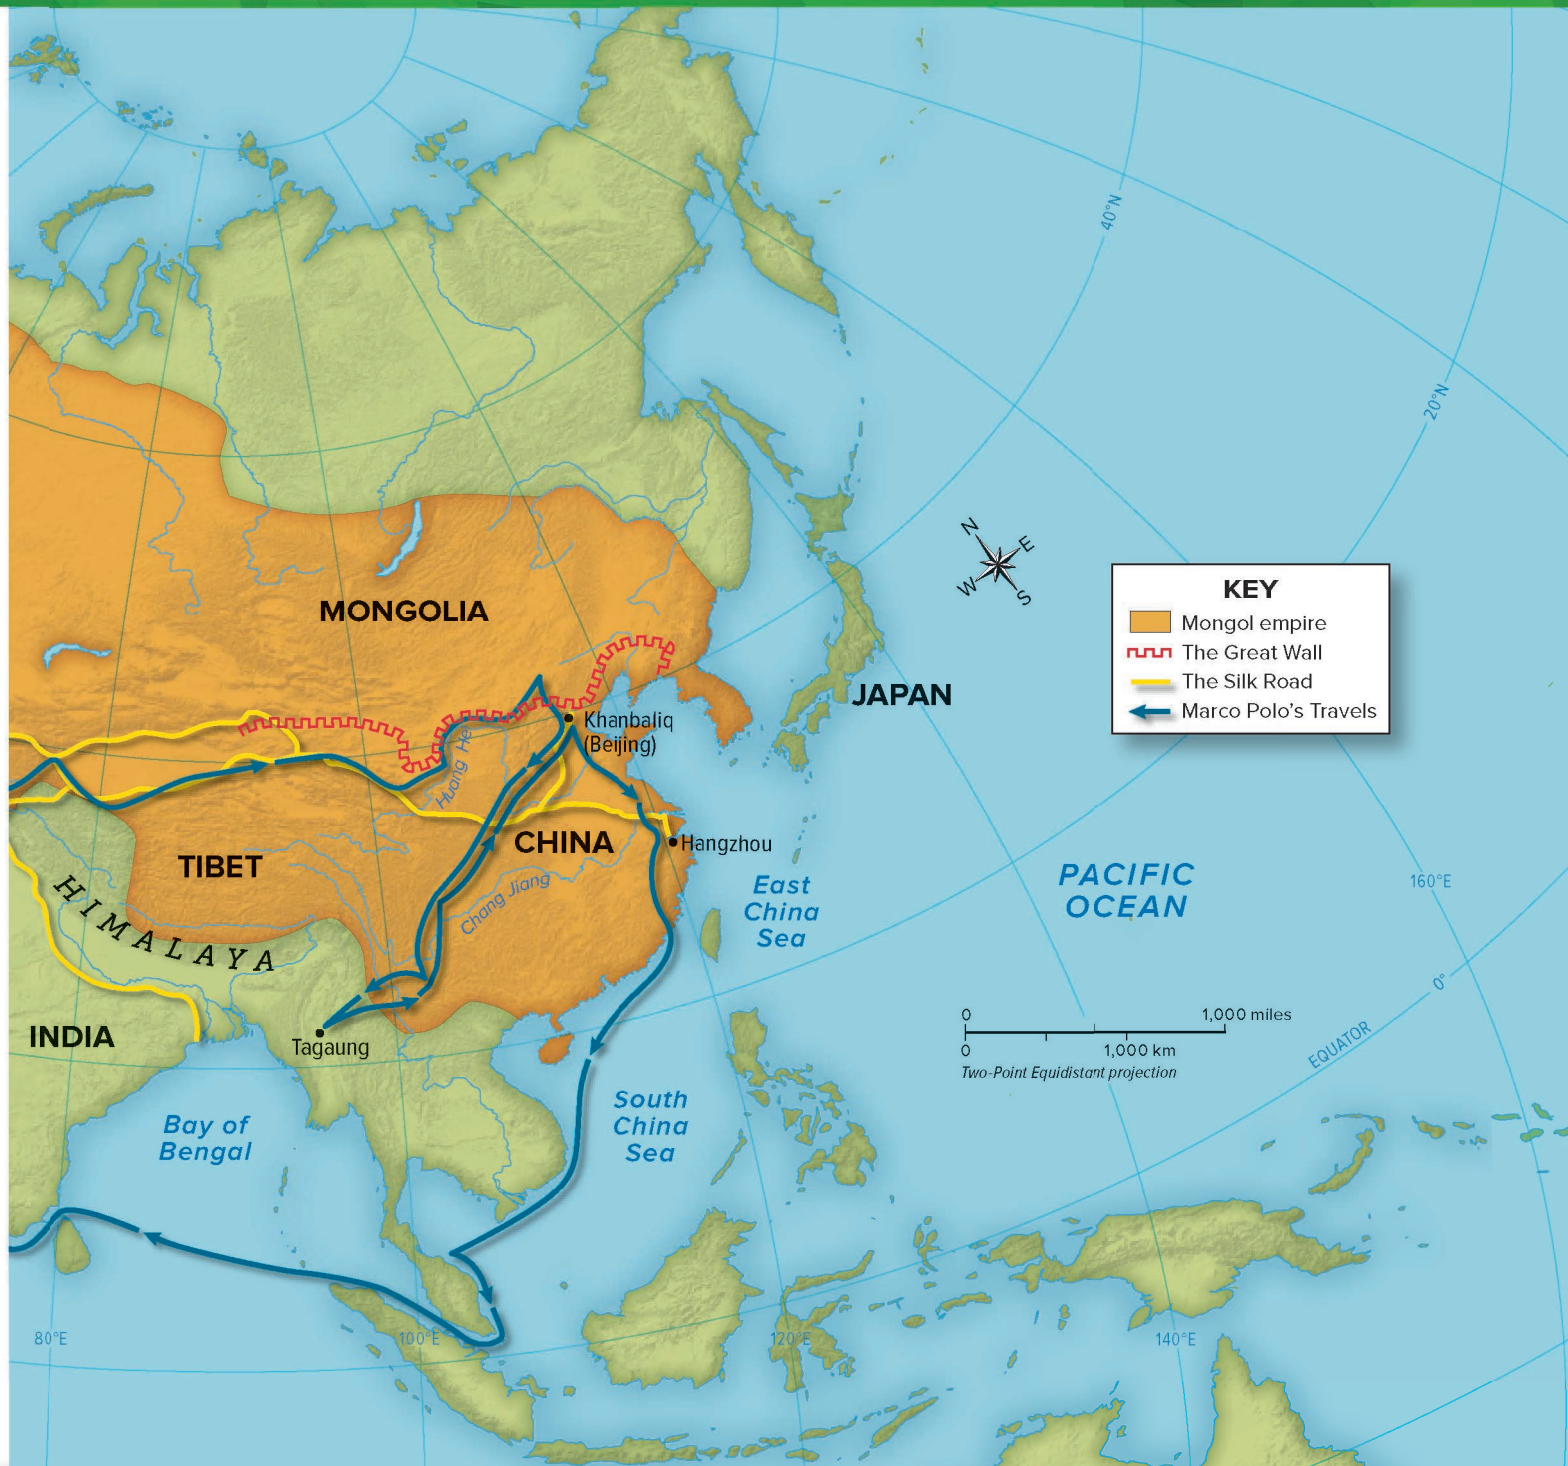 40°N
20°N
N
E
W
S
KEY
Mongol empire
The Great Wall
The Silk Road
Marco Polo's Travels
MONGOLIA
JAPAN
Khanbaliq
(Beijing)
Huang He
CHINA
Hangzhou
TIBET
Chang Jiang
HIMALAYA
East
China
Sea
PACIFIC
OCEAN
160°E
0°
EQUATOR
INDIA
Tagaung
0
1,000 miles
0
1,000 km
Two-Point Equidistant projection
Bay of
Bengal
South
China
Sea
80°E
100°E
120°E
140°E